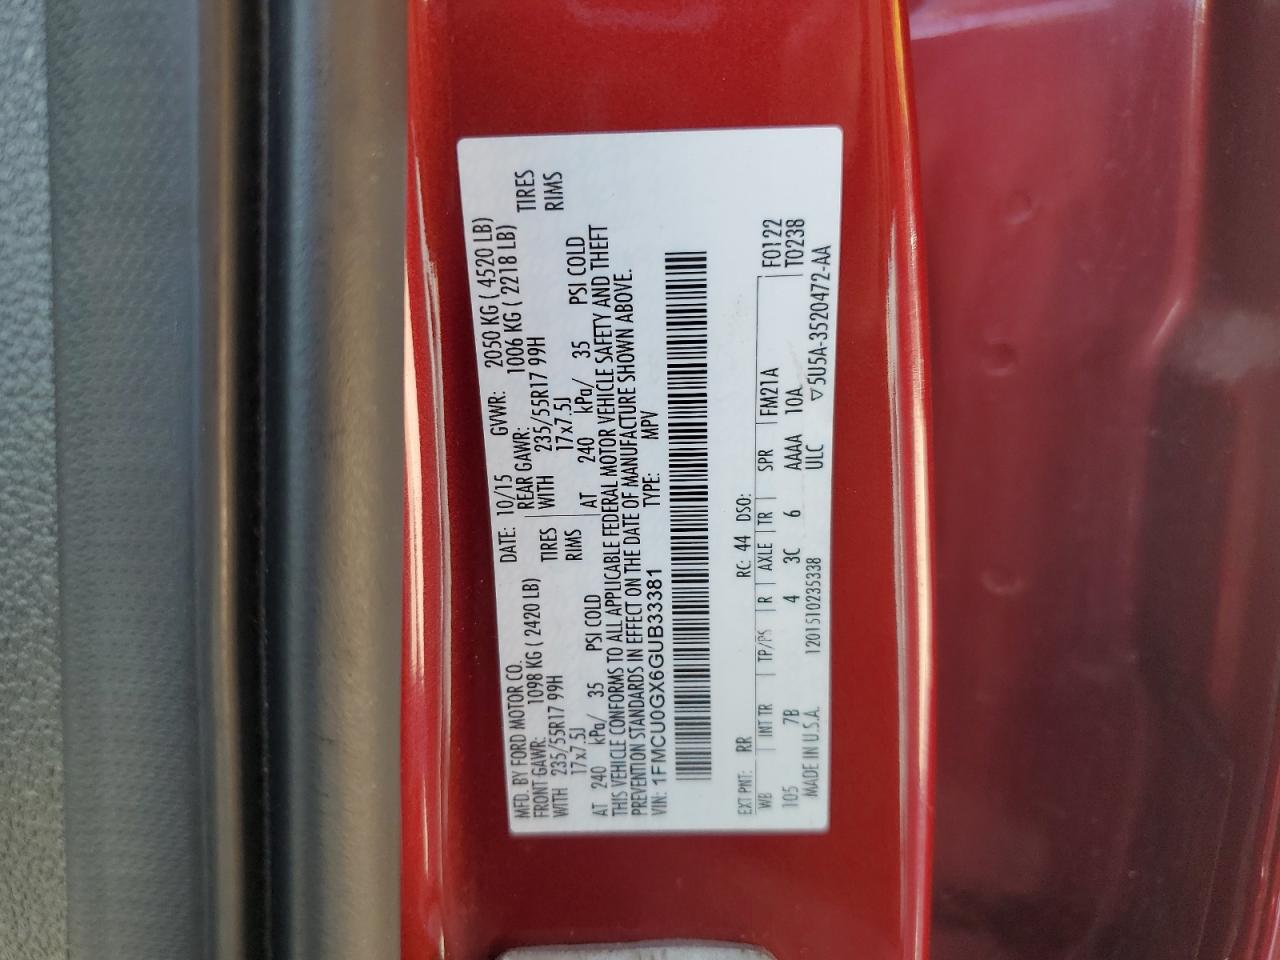 MFD. BY FORD MOTOR CO. DATE: 10/15 GVWR: 2050 KG ( 4520 LB)
FRONT GAWR: 1098 KG ( 2420 LB) REAR GAWR: 1006 KG ( 2218 LB)
WITH 235/55R17 99H TIRES WITH 235/55R17 99H TIRES
17x7.5J RIMS 17x7.5J RIMS
AT 240 kPa/ 35 PSI COLD AT 240 kPa/ 35 PSI COLD
THIS VEHICLE CONFORMS TO ALL APPLICABLE FEDERAL MOTOR VEHICLE SAFETY AND THEFT
PREVENTION STANDARDS IN EFFECT ON THE DATE OF MANUFACTURE SHOWN ABOVE.
VIN: 1FMCU0GX6GUB33381 TYPE: MPV
EXT PNT: RR RC: 44 DSO: F0122
WB INT TR TP/PS R AXLE TR SPR FM21A T0238
105 7B 4 3C 6 AAAA 10A
MADE IN U.S.A. 1201510235338 ULC ▽5U5A-3520472-AA